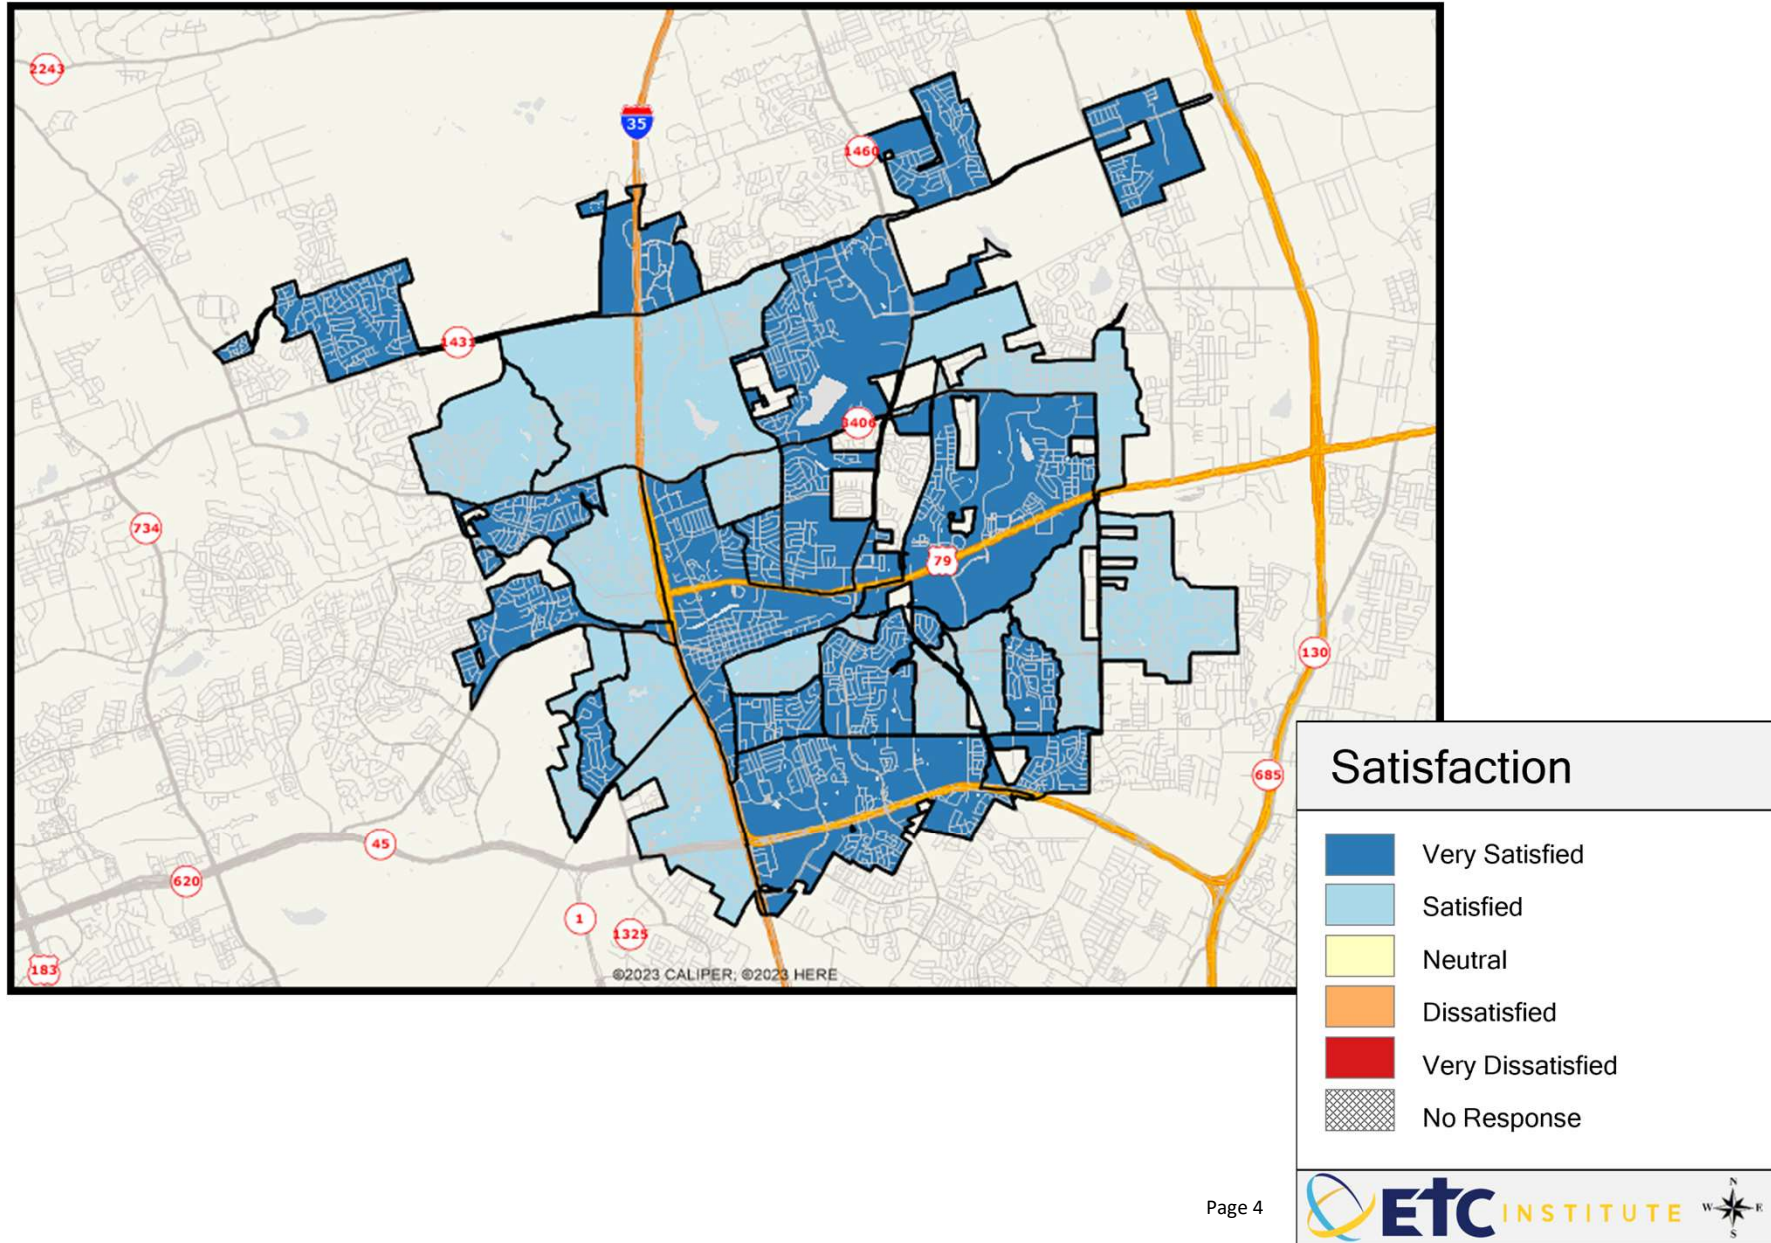 2243
35
1460
1431
3406
734
79
130
685
45
620
1
1325
183
©2023 CALIPER; ©2023 HERE
Satisfaction
Very Satisfied
Satisfied
Neutral
Dissatisfied
Very Dissatisfied
No Response
Page 4
ETC INSTITUTE
N
W E
S